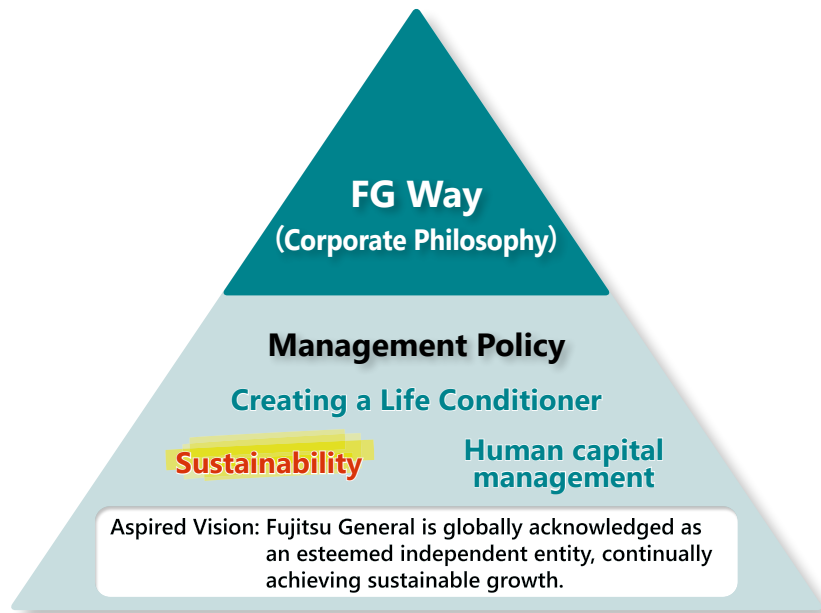 FG Way
(Corporate Philosophy)
Management Policy
Creating a Life Conditioner
Sustainability
Human capital
management
Aspired Vision: Fujitsu General is globally acknowledged as
an esteemed independent entity, continually
achieving sustainable growth.